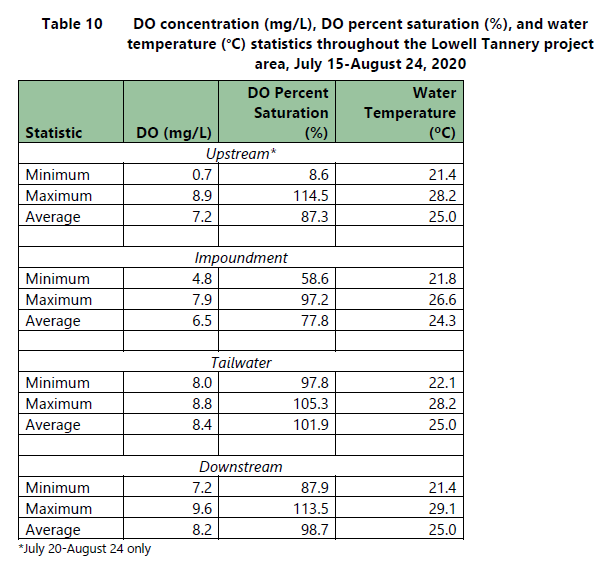 Table 10 DO concentration (mg/L), DO percent saturation (%), and water
temperature (°C) statistics throughout the Lowell Tannery project
area, July 15-August 24, 2020
DO Percent Water
Saturation Temperature
Statistic DO (mg/L) (%) (⁰C)
Upstream*
Minimum 0.7 8.6 21.4
Maximum 8.9 114.5 28.2
Average 7.2 87.3 25.0
Impoundment
Minimum 4.8 58.6 21.8
Maximum 7.9 97.2 26.6
Average 6.5 77.8 24.3
Tailwater
Minimum 8.0 97.8 22.1
Maximum 8.8 105.3 28.2
Average 8.4 101.9 25.0
Downstream
Minimum 7.2 87.9 21.4
Maximum 9.6 113.5 29.1
Average 8.2 98.7 25.0
*July 20-August 24 only